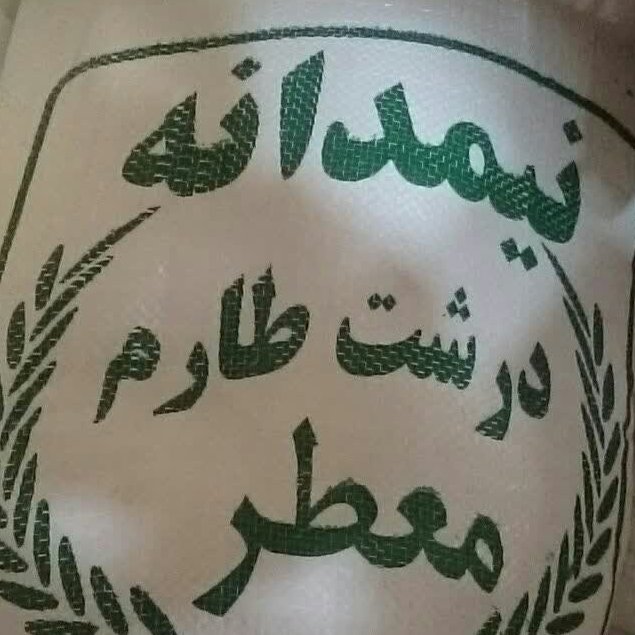 نیمدانه
درشت طارم
معطر